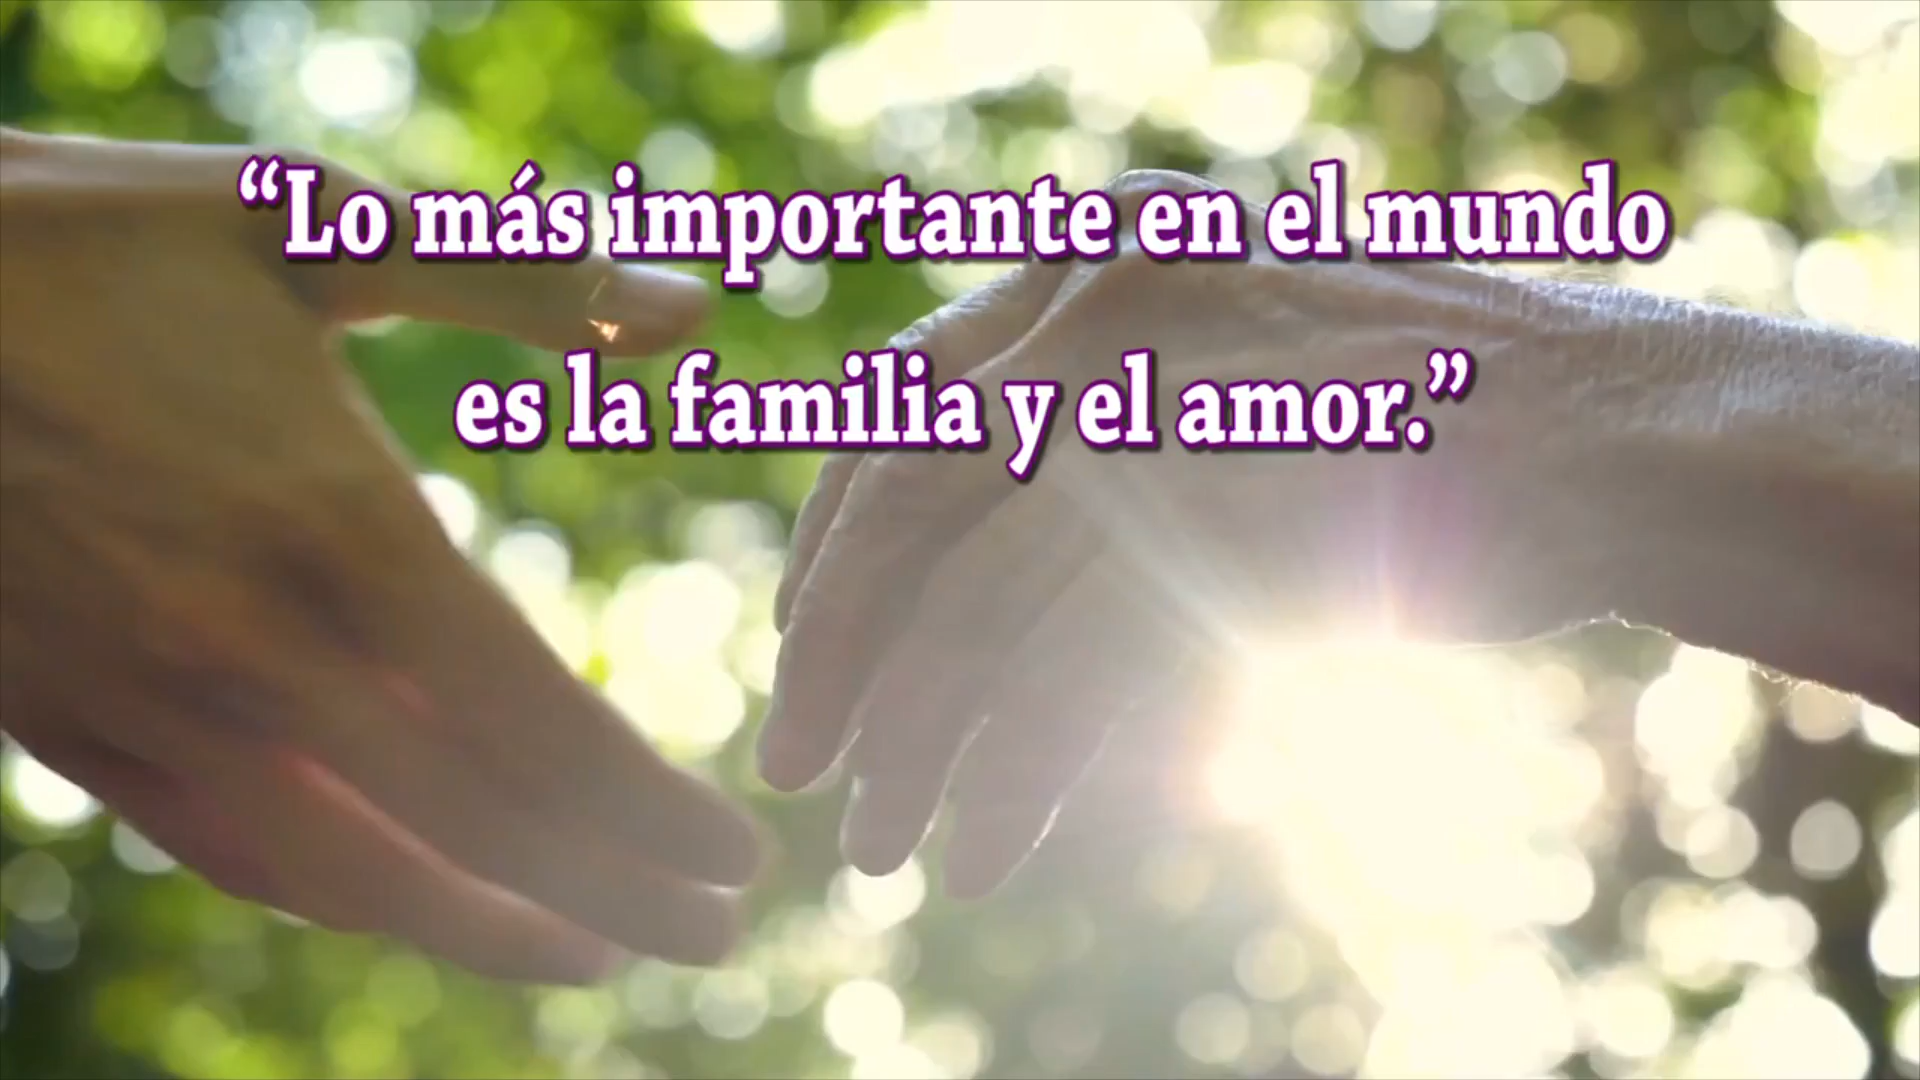 “Lo más importante en el mundo
es la familia y el amor.”